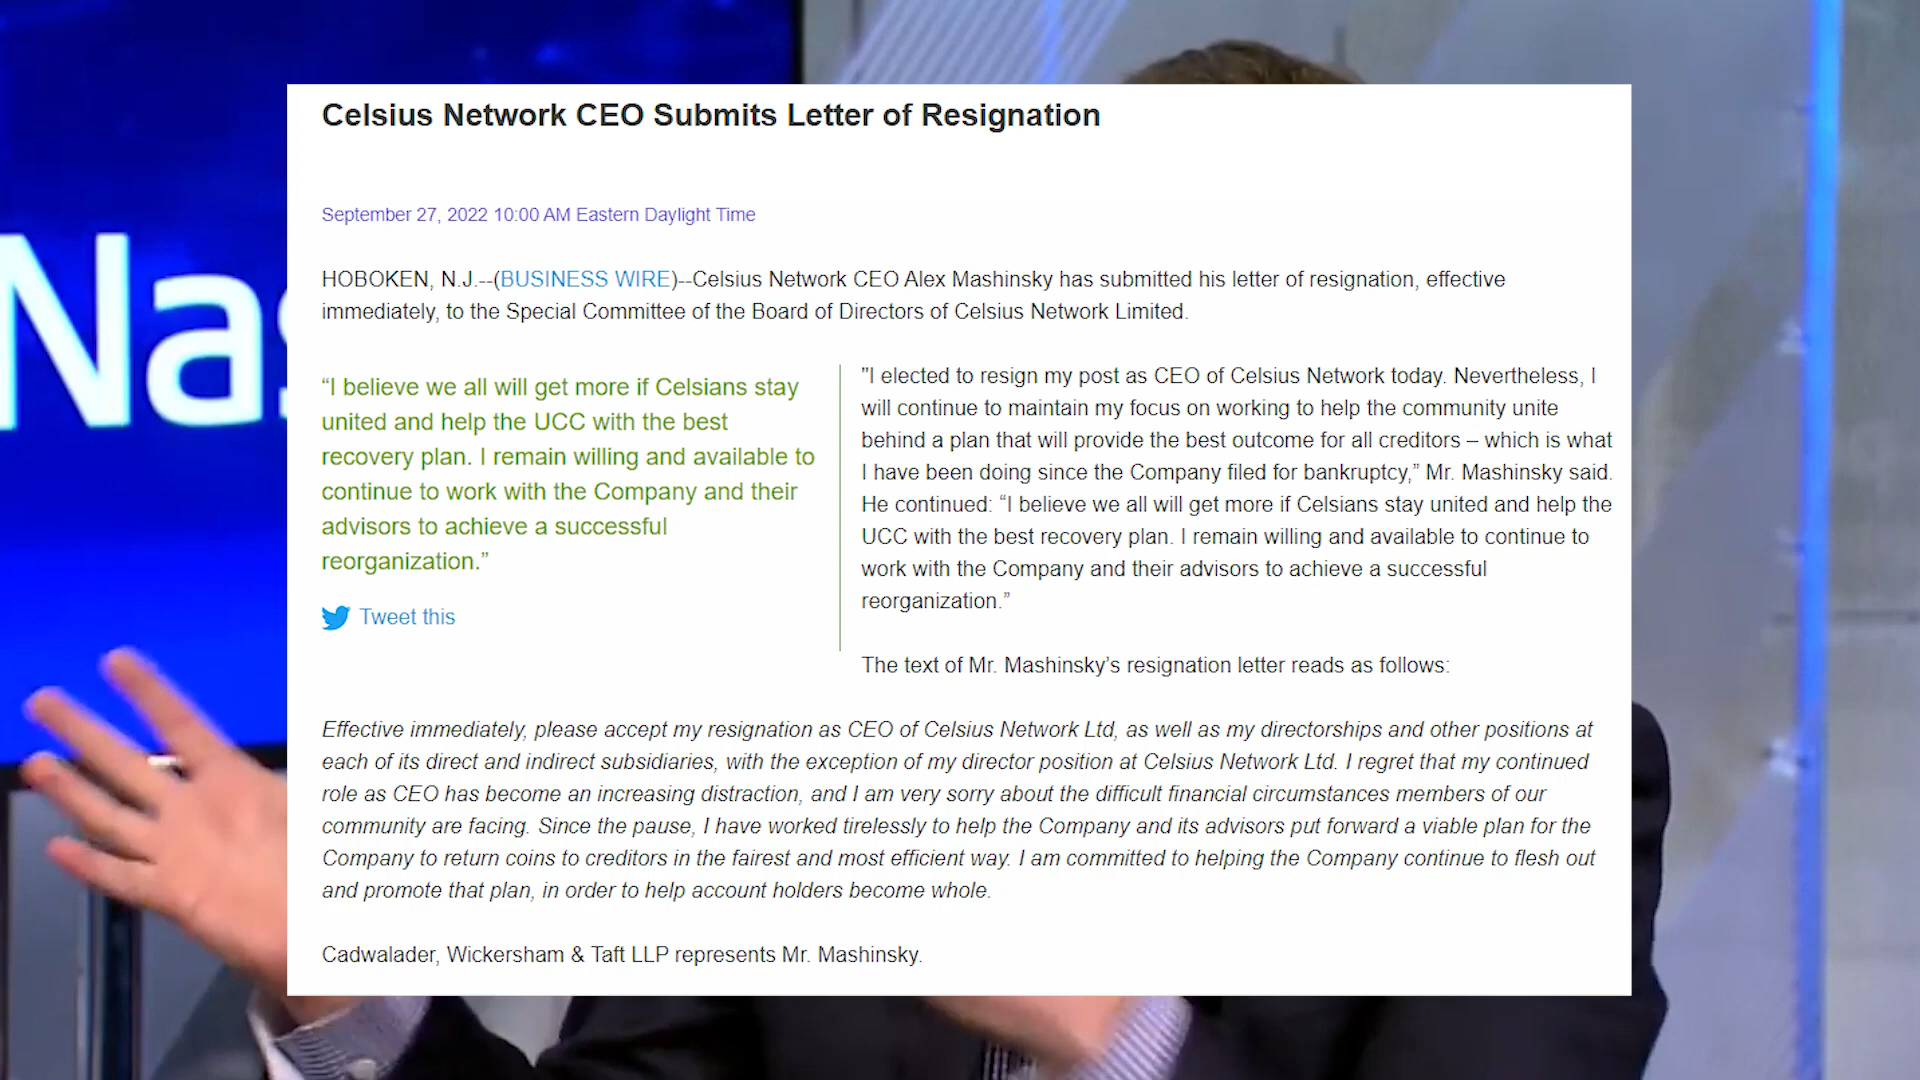 Celsius Network CEO Submits Letter of Resignation
September 27, 2022 10:00 AM Eastern Daylight Time
HOBOKEN, N.J.--(BUSINESS WIRE)--Celsius Network CEO Alex Mashinsky has submitted his letter of resignation, effective
immediately, to the Special Committee of the Board of Directors of Celsius Network Limited.
“I believe we all will get more if Celsians stay
united and help the UCC with the best
recovery plan. I remain willing and available to
continue to work with the Company and their
advisors to achieve a successful
reorganization.”
Tweet this
"I elected to resign my post as CEO of Celsius Network today. Nevertheless, I
will continue to maintain my focus on working to help the community unite
behind a plan that will provide the best outcome for all creditors – which is what
I have been doing since the Company filed for bankruptcy,” Mr. Mashinsky said.
He continued: “I believe we all will get more if Celsians stay united and help the
UCC with the best recovery plan. I remain willing and available to continue to
work with the Company and their advisors to achieve a successful
reorganization.”
The text of Mr. Mashinsky’s resignation letter reads as follows:
Effective immediately, please accept my resignation as CEO of Celsius Network Ltd, as well as my directorships and other positions at
each of its direct and indirect subsidiaries, with the exception of my director position at Celsius Network Ltd. I regret that my continued
role as CEO has become an increasing distraction, and I am very sorry about the difficult financial circumstances members of our
community are facing. Since the pause, I have worked tirelessly to help the Company and its advisors put forward a viable plan for the
Company to return coins to creditors in the fairest and most efficient way. I am committed to helping the Company continue to flesh out
and promote that plan, in order to help account holders become whole.
Cadwalader, Wickersham & Taft LLP represents Mr. Mashinsky.
Nas